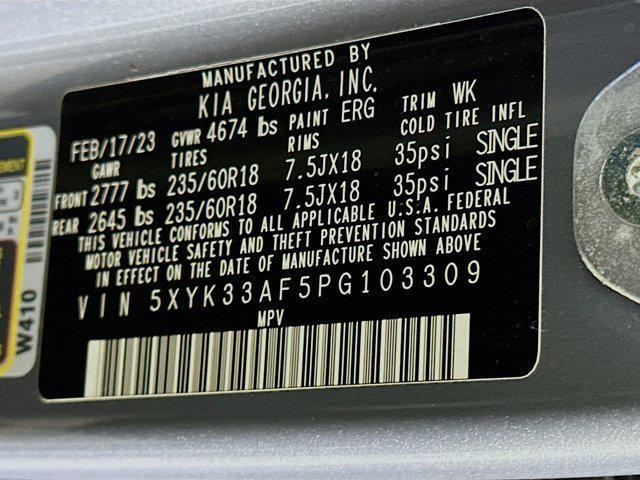 MANUFACTURED BY
KIA GEORGIA, INC.
FEB/17/23 GVWR 4674 lbs PAINT ERG TRIM WK
GAWR TIRES RIMS COLD TIRE INFL
FRONT 2777 lbs 235/60R18 7.5JX18 35psi SINGLE
REAR 2645 lbs 235/60R18 7.5JX18 35psi SINGLE
THIS VEHICLE CONFORMS TO ALL APPLICABLE U.S.A. FEDERAL
MOTOR VEHICLE SAFETY AND THEFT PREVENTION STANDARDS
IN EFFECT ON THE DATE OF MANUFACTURE SHOWN ABOVE
VIN 5XYK33AF5PG103309
MPV
W410